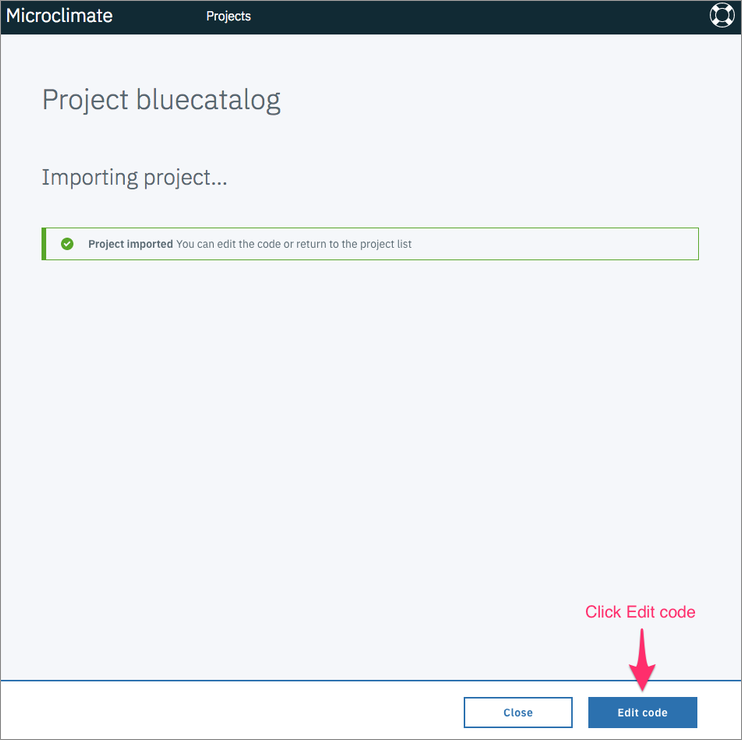 Microclimate Projects
Project bluecatalog
Importing project...
Project imported You can edit the code or return to the project list
Click Edit code
Close Edit code